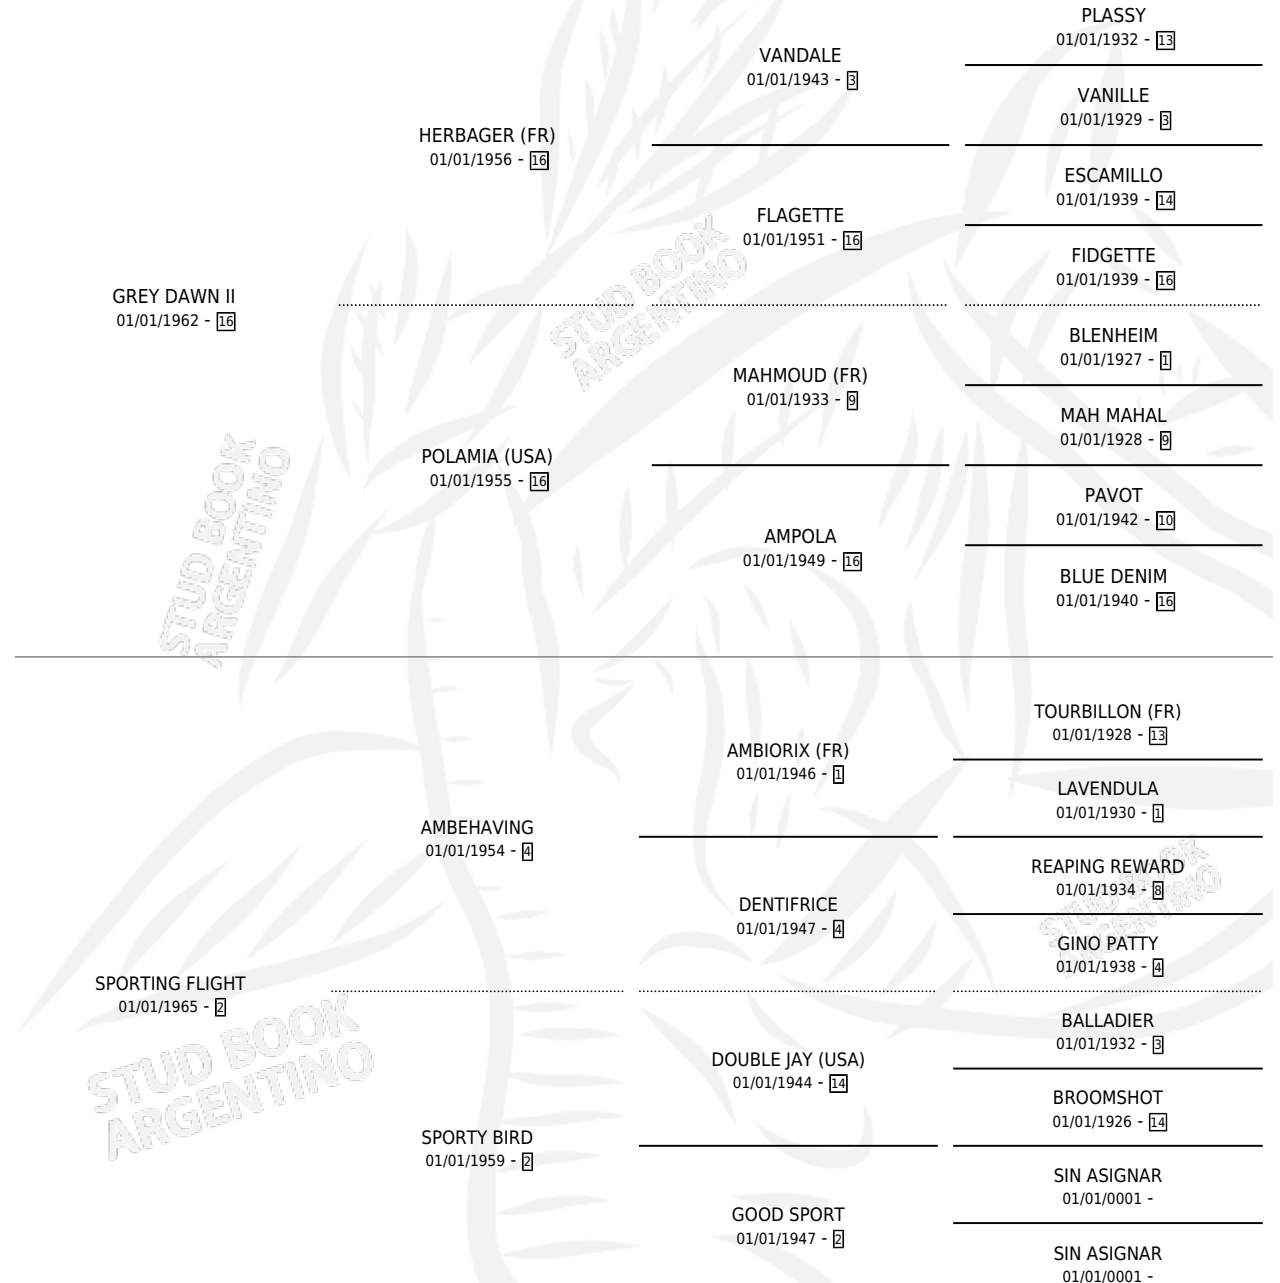 PLASSY
01/01/1932 - 13
VANDALE
01/01/1943 - 3
VANILLE
01/01/1929 - 3
HERBAGER (FR)
01/01/1956 - 16
ESCAMILLO
01/01/1939 - 14
FLAGETTE
01/01/1951 - 16
FIDGETTE
01/01/1939 - 16
GREY DAWN II
01/01/1962 - 16
STUD BOOK
ARGENTINO
BLENHEIM
01/01/1927 - 1
MAHMOUD (FR)
01/01/1933 - 9
MAH MAHAL
01/01/1928 - 9
POLAMIA (USA)
01/01/1955 - 16
PAVOT
01/01/1942 - 10
AMPOLA
01/01/1949 - 16
BLUE DENIM
01/01/1940 - 16
STUD BOOK
ARGENTINO
TOURBILLON (FR)
01/01/1928 - 13
AMBIORIX (FR)
01/01/1946 - 1
LAVENDULA
01/01/1930 - 1
AMBEHAVING
01/01/1954 - 4
REAPING REWARD
01/01/1934 - 8
DENTIFRICE
01/01/1947 - 4
STUD BOOK
ARGENTINO
GINO PATTY
01/01/1938 - 4
SPORTING FLIGHT
01/01/1965 - 2
BALLADIER
01/01/1932 - 3
STUD BOOK
ARGENTINO
DOUBLE JAY (USA)
01/01/1944 - 14
BROOMSHOT
01/01/1926 - 14
SPORTY BIRD
01/01/1959 - 2
SIN ASIGNAR
01/01/0001 -
GOOD SPORT
01/01/1947 - 2
SIN ASIGNAR
01/01/0001 -